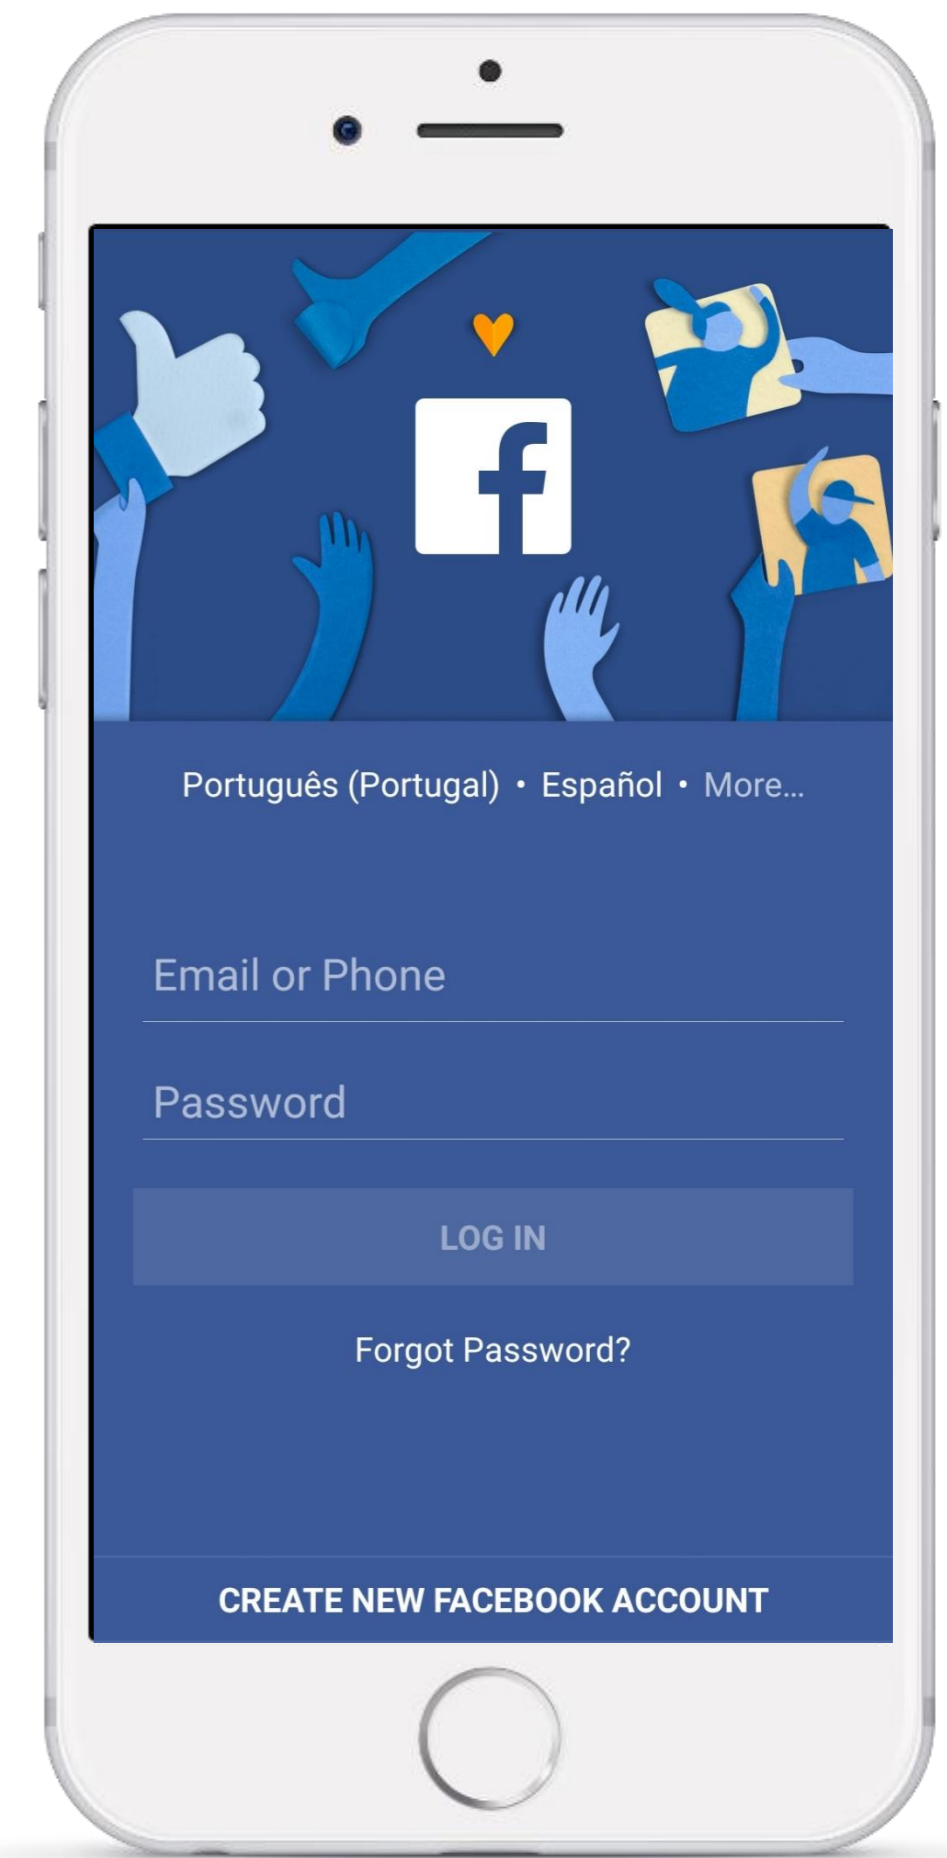 f
Português (Portugal) • Español • More...
Email or Phone
Password
LOG IN
Forgot Password?
CREATE NEW FACEBOOK ACCOUNT